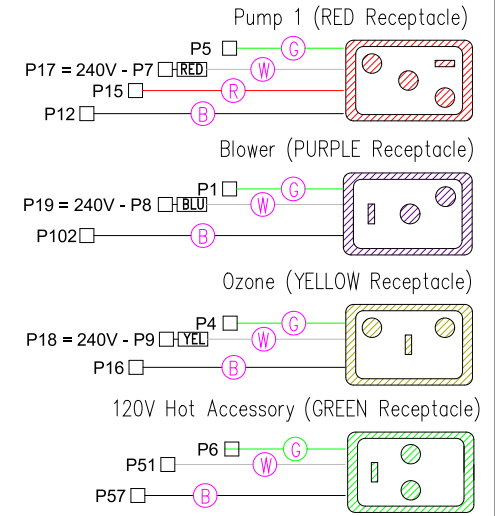 Pump 1 (RED Receptacle)
P5 G
P17 = 240V - P7 RED W
P15 R
P12 B
Blower (PURPLE Receptacle)
P1 G
P19 = 240V - P8 BLU W
P102 B
Ozone (YELLOW Receptacle)
P4 G
P18 = 240V - P9 YEL W
P16 B
120V Hot Accessory (GREEN Receptacle)
P6 G
P51 W
P57 B